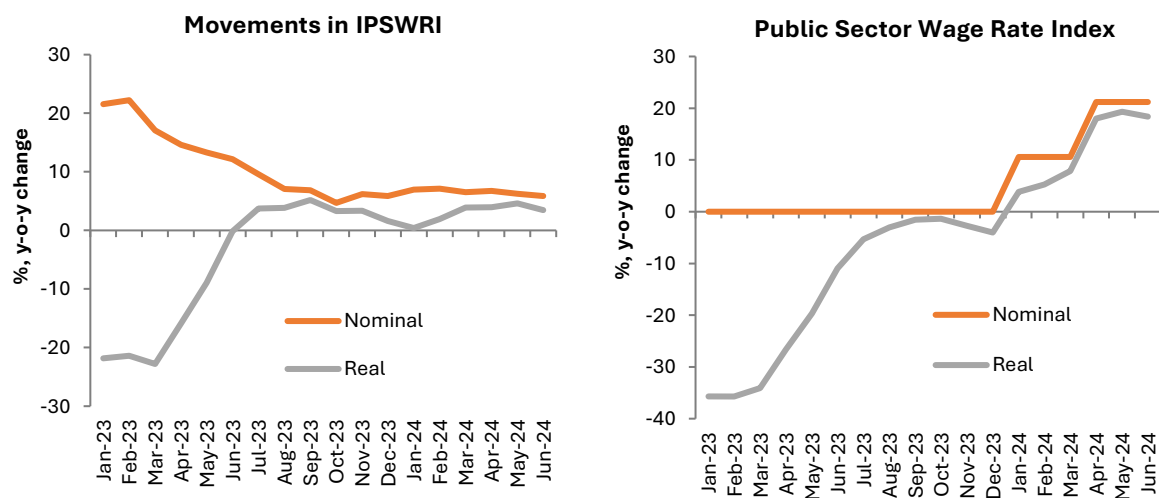 Movements in IPSWRI
%, y-o-y change
30
20
10
0
-10
-20
-30
Nominal
Real
Jan-23
Feb-23
Mar-23
Apr-23
May-23
Jun-23
Jul-23
Aug-23
Sep-23
Oct-23
Nov-23
Dec-23
Jan-24
Feb-24
Mar-24
Apr-24
May-24
Jun-24
Public Sector Wage Rate Index
%, y-o-y change
30
20
10
0
-10
-20
-30
-40
Nominal
Real
Jan-23
Feb-23
Mar-23
Apr-23
May-23
Jun-23
Jul-23
Aug-23
Sep-23
Oct-23
Nov-23
Dec-23
Jan-24
Feb-24
Mar-24
Apr-24
May-24
Jun-24